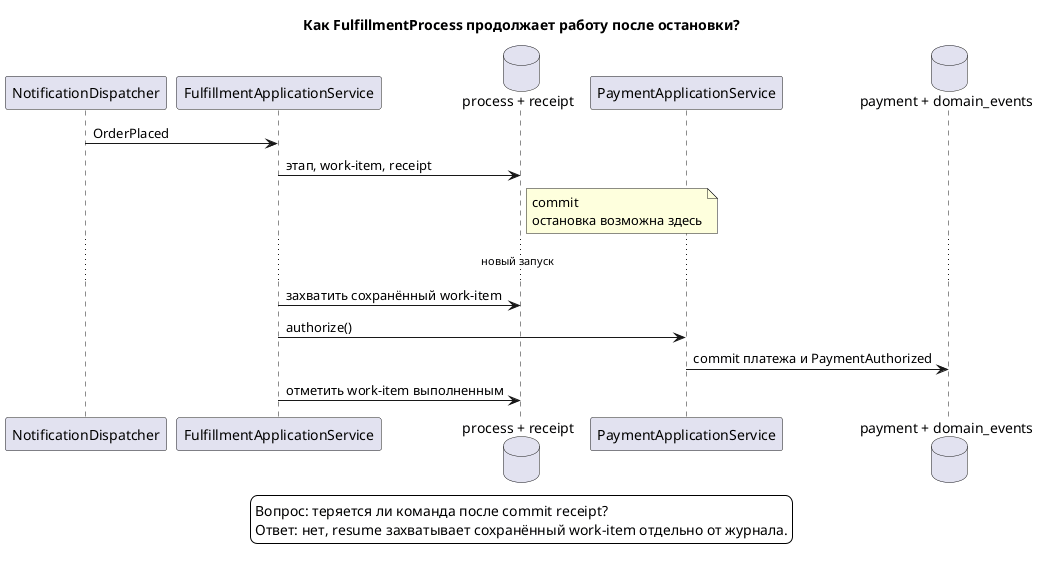 Как FulfillmentProcess продолжает работу после остановки?
NotificationDispatcher
FulfillmentApplicationService
process + receipt
PaymentApplicationService
payment + domain_events
OrderPlaced
этап, work-item, receipt
commit
остановка возможна здесь
новый запуск
захватить сохранённый work-item
authorize()
commit платежа и PaymentAuthorized
отметить work-item выполненным
NotificationDispatcher
FulfillmentApplicationService
process + receipt
PaymentApplicationService
payment + domain_events
Вопрос: теряется ли команда после commit receipt?
Ответ: нет, resume захватывает сохранённый work-item отдельно от журнала.